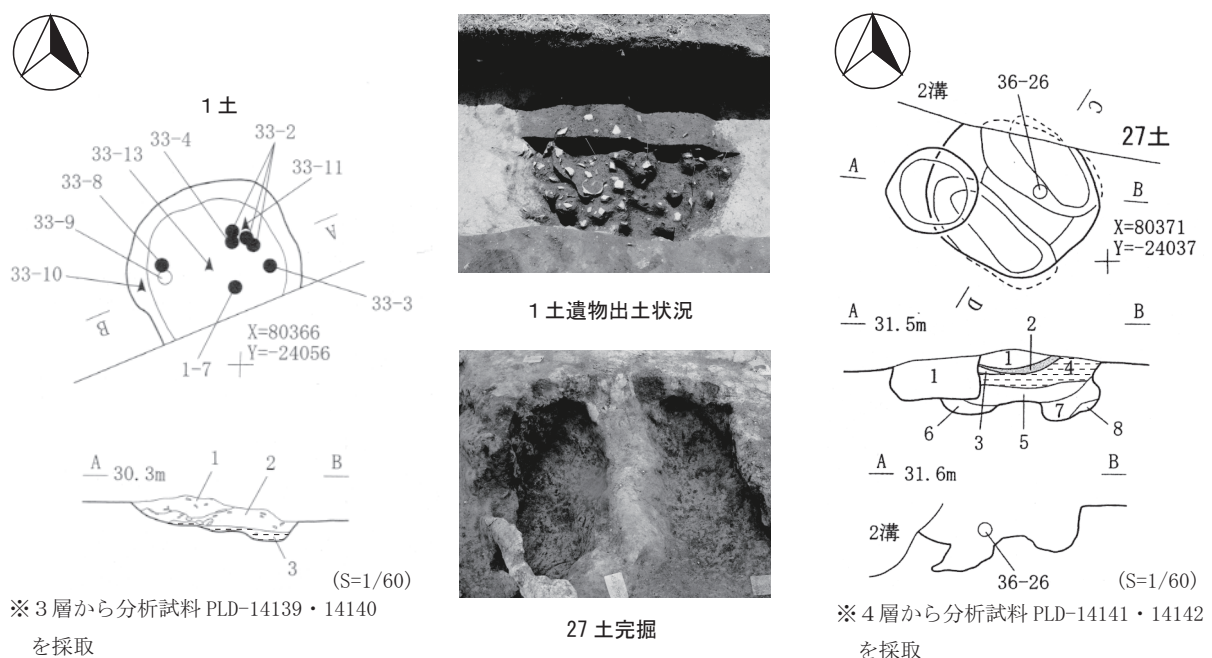 1土
33-2
33-4
33-13
33-11
33-8
33-9
33-10
A
B
33-3
X=80366
Y=-24056
1-7
A 30.3m
1
2
B
3
(S=1/60)
※３層から分析試料 PLD-14139・14140
を採取
１土遺物出土状況
27 土完掘
2溝
36-26
C
27土
A
B
X=80371
Y=-24037
D
A 31.5m
2
B
1
1
4
7
6
3
5
8
A 31.6m
B
2溝
36-26
(S=1/60)
※４層から分析試料 PLD-14141・14142
を採取